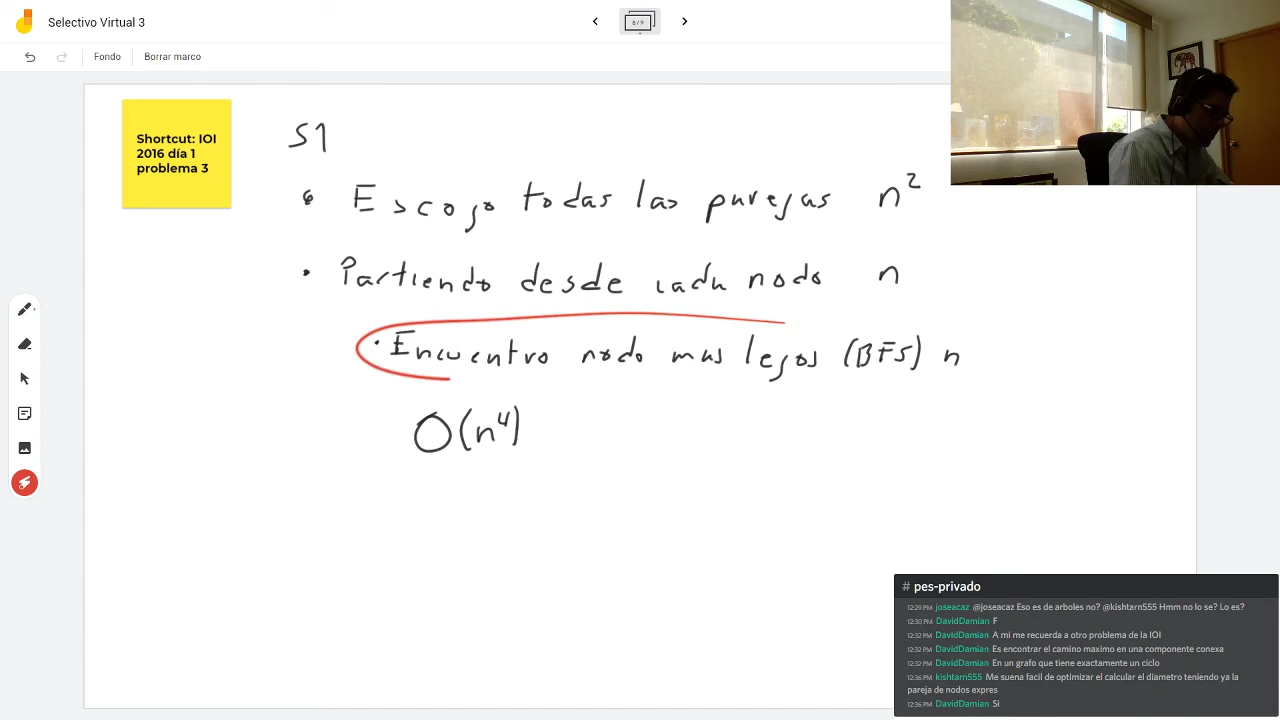 Selectivo Virtual 3
8 / 9
Fondo
Borrar marco
Shortcut: IOI
2016 día 1
problema 3
S1
• Escojo todas las parejas n²
• Partiendo desde cada nodo n
• Encuentro nodo mas lejos (BFS) n
O(n⁴)
# pes-privado
12:29 PM joseacaz @joseacaz Eso es de arboles no? @kishtarn555 Hmm no lo se? Lo es?
12:30 PM DavidDamian F
12:32 PM DavidDamian A mi me recuerda a otro problema de la IOI
12:32 PM DavidDamian Es encontrar el camino maximo en una componente conexa
12:32 PM DavidDamian En un grafo que tiene exactamente un ciclo
12:36 PM kishtarn555 Me suena facil de optimizar el calcular el diametro teniendo ya la
pareja de nodos expres
12:36 PM DavidDamian Si